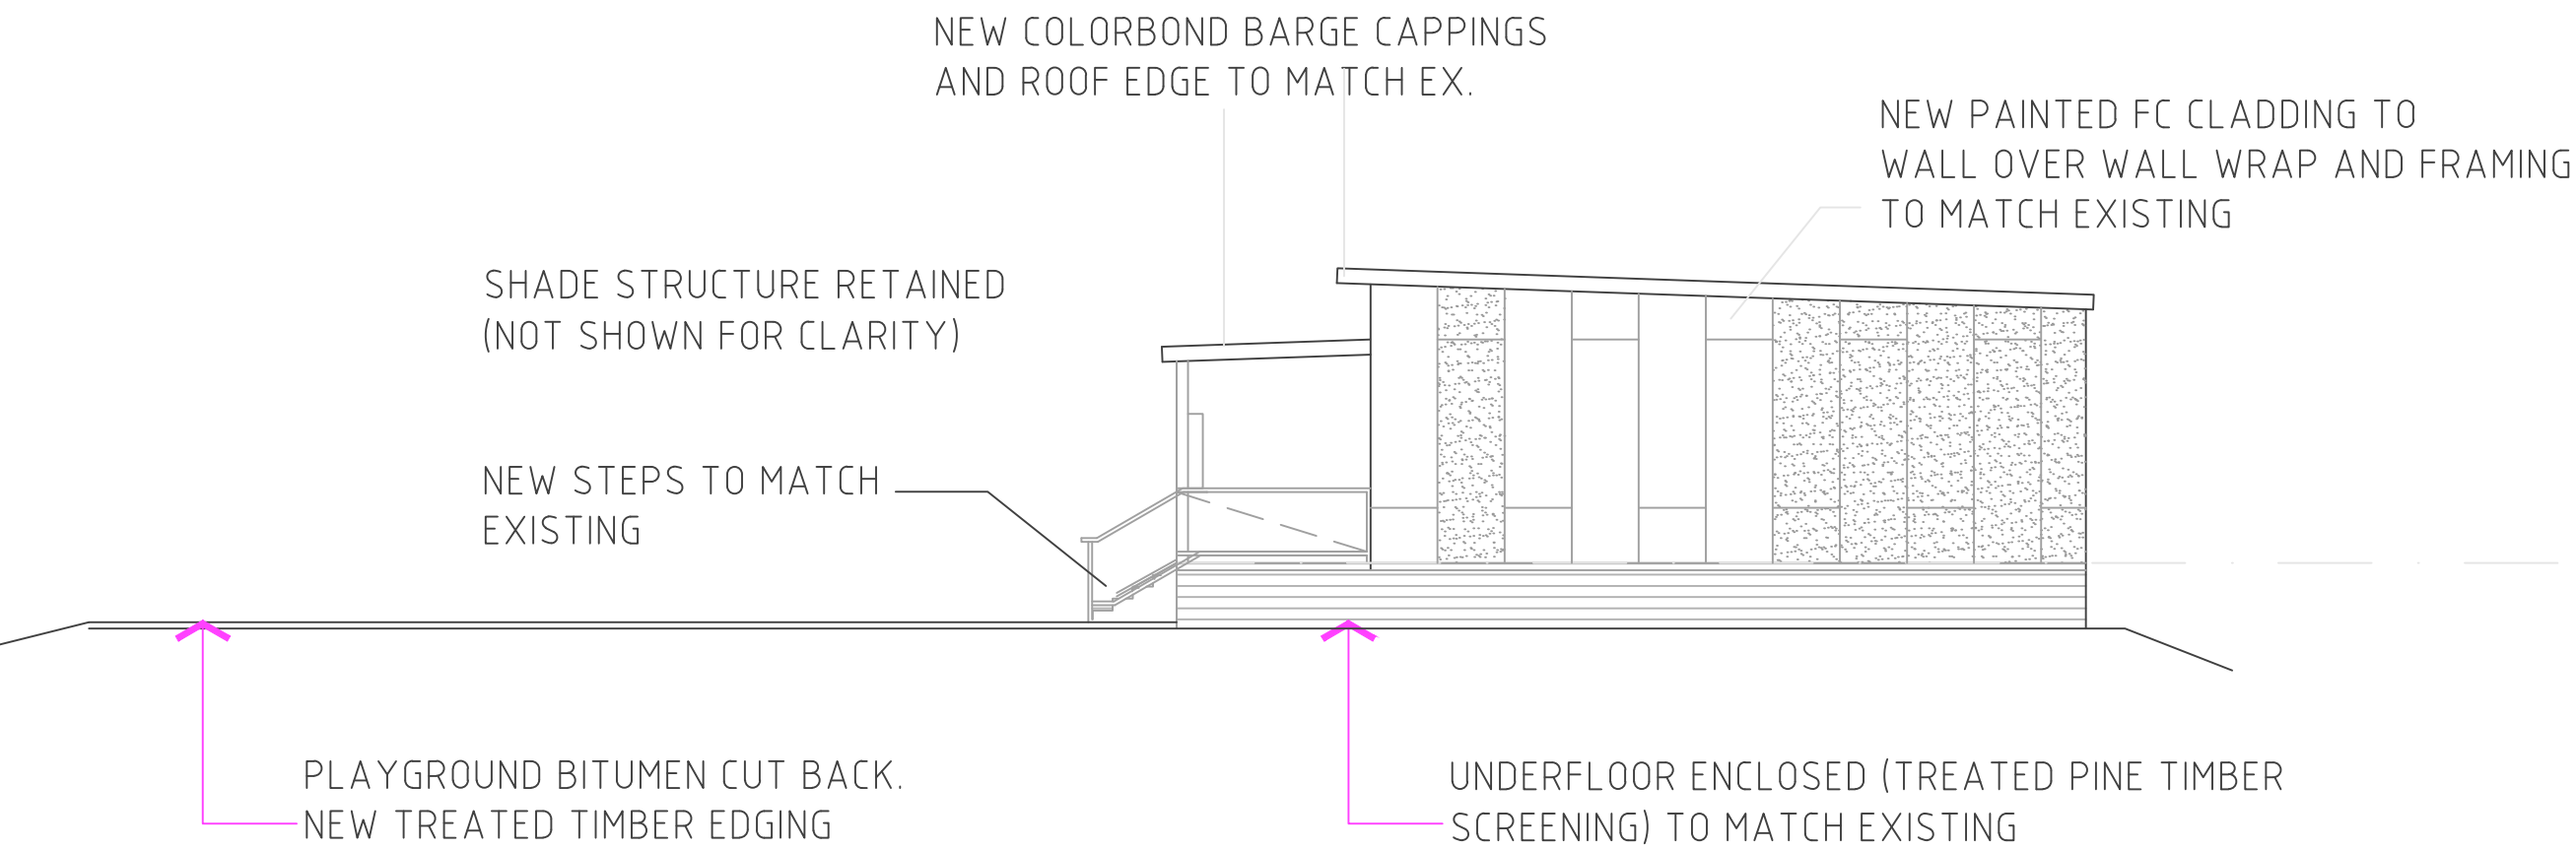 NEW COLORBOND BARGE CAPPINGS
AND ROOF EDGE TO MATCH EX.
NEW PAINTED FC CLADDING TO
WALL OVER WALL WRAP AND FRAMING
TO MATCH EXISTING
SHADE STRUCTURE RETAINED
(NOT SHOWN FOR CLARITY)
NEW STEPS TO MATCH
EXISTING
PLAYGROUND BITUMEN CUT BACK.
NEW TREATED TIMBER EDGING
UNDERFLOOR ENCLOSED (TREATED PINE TIMBER
SCREENING) TO MATCH EXISTING